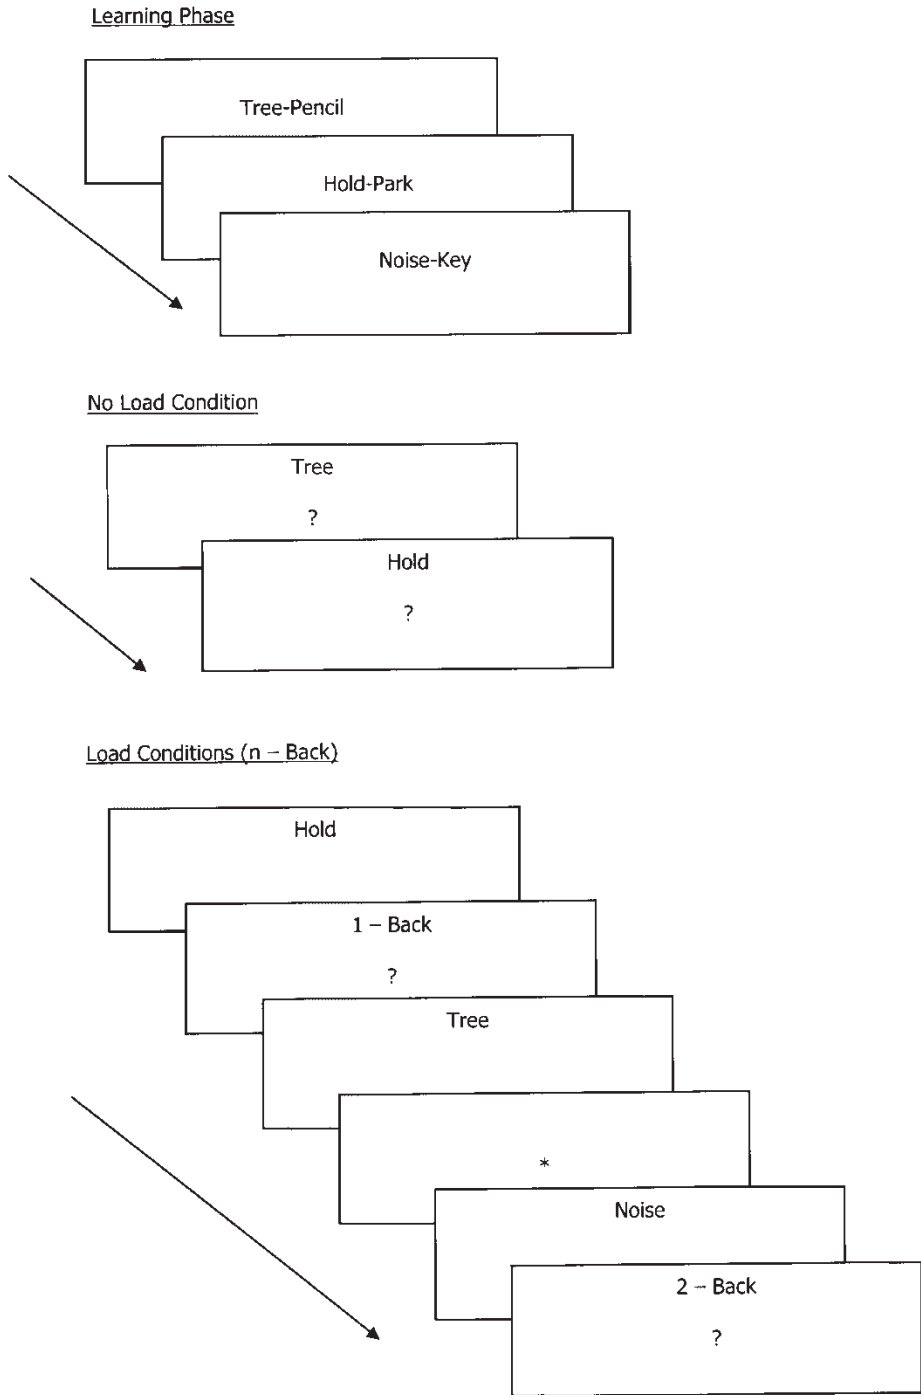 Learning Phase
Tree-Pencil
Hold-Park
Noise-Key
No Load Condition
Tree
?
Hold
?
Load Conditions (n – Back)
Hold
1 – Back
?
Tree
*
Noise
2 – Back
?